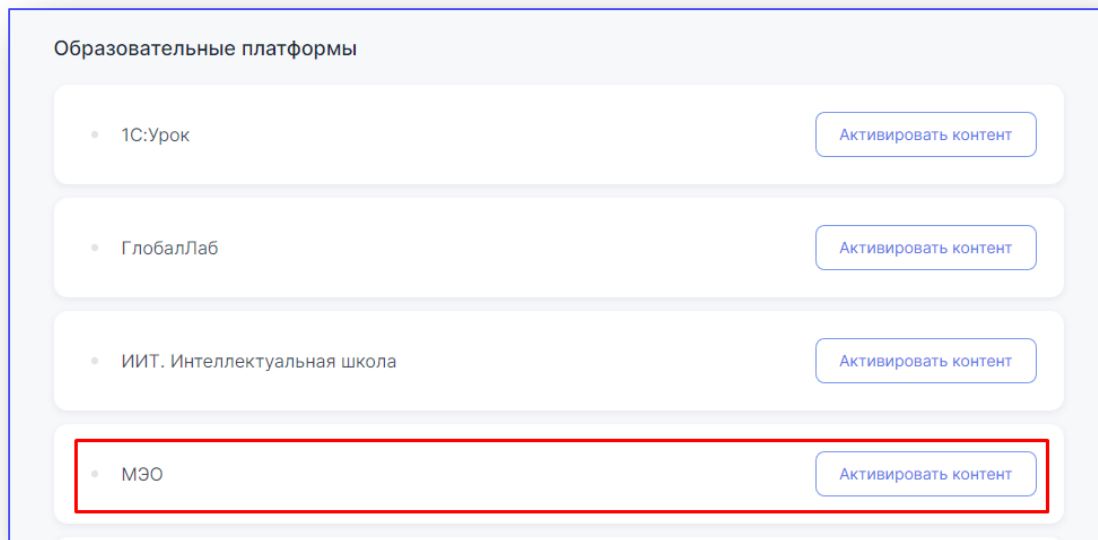 Образовательные платформы
1С:Урок
Активировать контент
ГлобалЛаб
Активировать контент
ИИТ. Интеллектуальная школа
Активировать контент
МЭО
Активировать контент